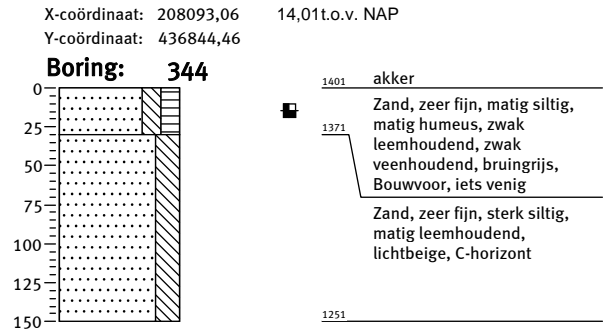 X-coördinaat: 208093,06 14,01t.o.v. NAP
Y-coördinaat: 436844,46
Boring: 344
0
25
50
75
100
125
150
1401 akker
Zand, zeer fijn, matig siltig,
matig humeus, zwak
1371 leemhoudend, zwak
veenhoudend, bruingrijs,
Bouwvoor, iets venig
Zand, zeer fijn, sterk siltig,
matig leemhoudend,
lichtbeige, C-horizont
1251